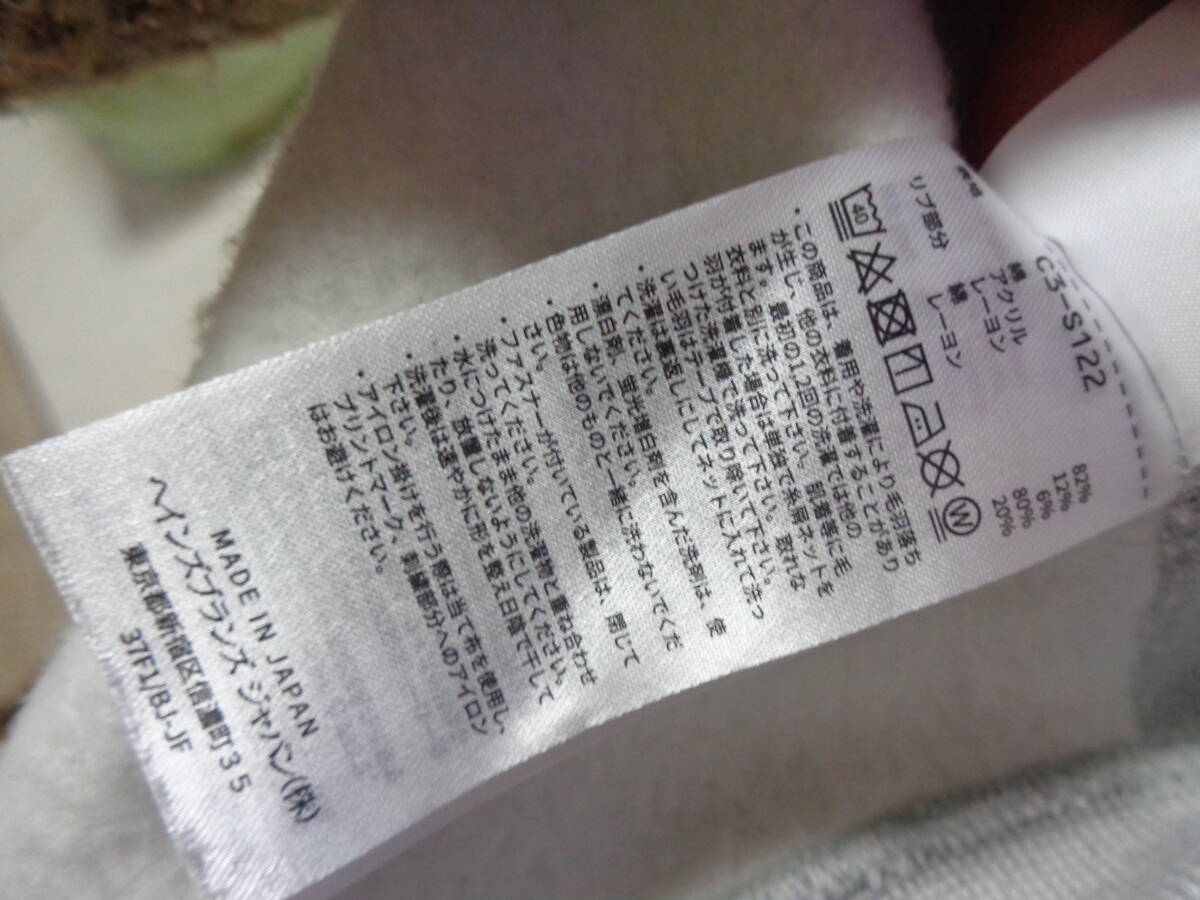 C3-S122
綿 82%
アクリル 12%
レーヨン 6%
リブ部分 綿 80%
レーヨン 20%
40
W
・この商品は、着用や洗濯により毛羽落ち
が生じ、他の衣料に付着することがあり
ます。最初の1,2回の洗濯では他の
衣料と別に洗って下さい。肌着等に毛
羽が付着した場合は単独で糸屑ネットを
つけた洗濯機で洗って下さい。取れな
い毛羽はテープで取り除いて下さい。
・洗濯は裏返しにしてネットに入れて洗っ
てください。
・漂白剤、蛍光増白剤を含んだ洗剤は、使
用しないでください。
・色物は他のものと一緒に洗わないでくだ
さい。
・ファスナーが付いている製品は、閉じて
洗ってください。
・水につけたまま他の洗濯物と重ね合わせ
たり、放置しないようにしてください。
・洗濯後は速やかに形を整え日陰で干して
下さい。
・アイロン掛けを行う際は当て布を使用し、
プリントマーク、刺繍部分へのアイロン
はお避けください。
MADE IN JAPAN
ヘインズブランズ ジャパン(株)
東京都新宿区信濃町35
37F1/BJ-JF